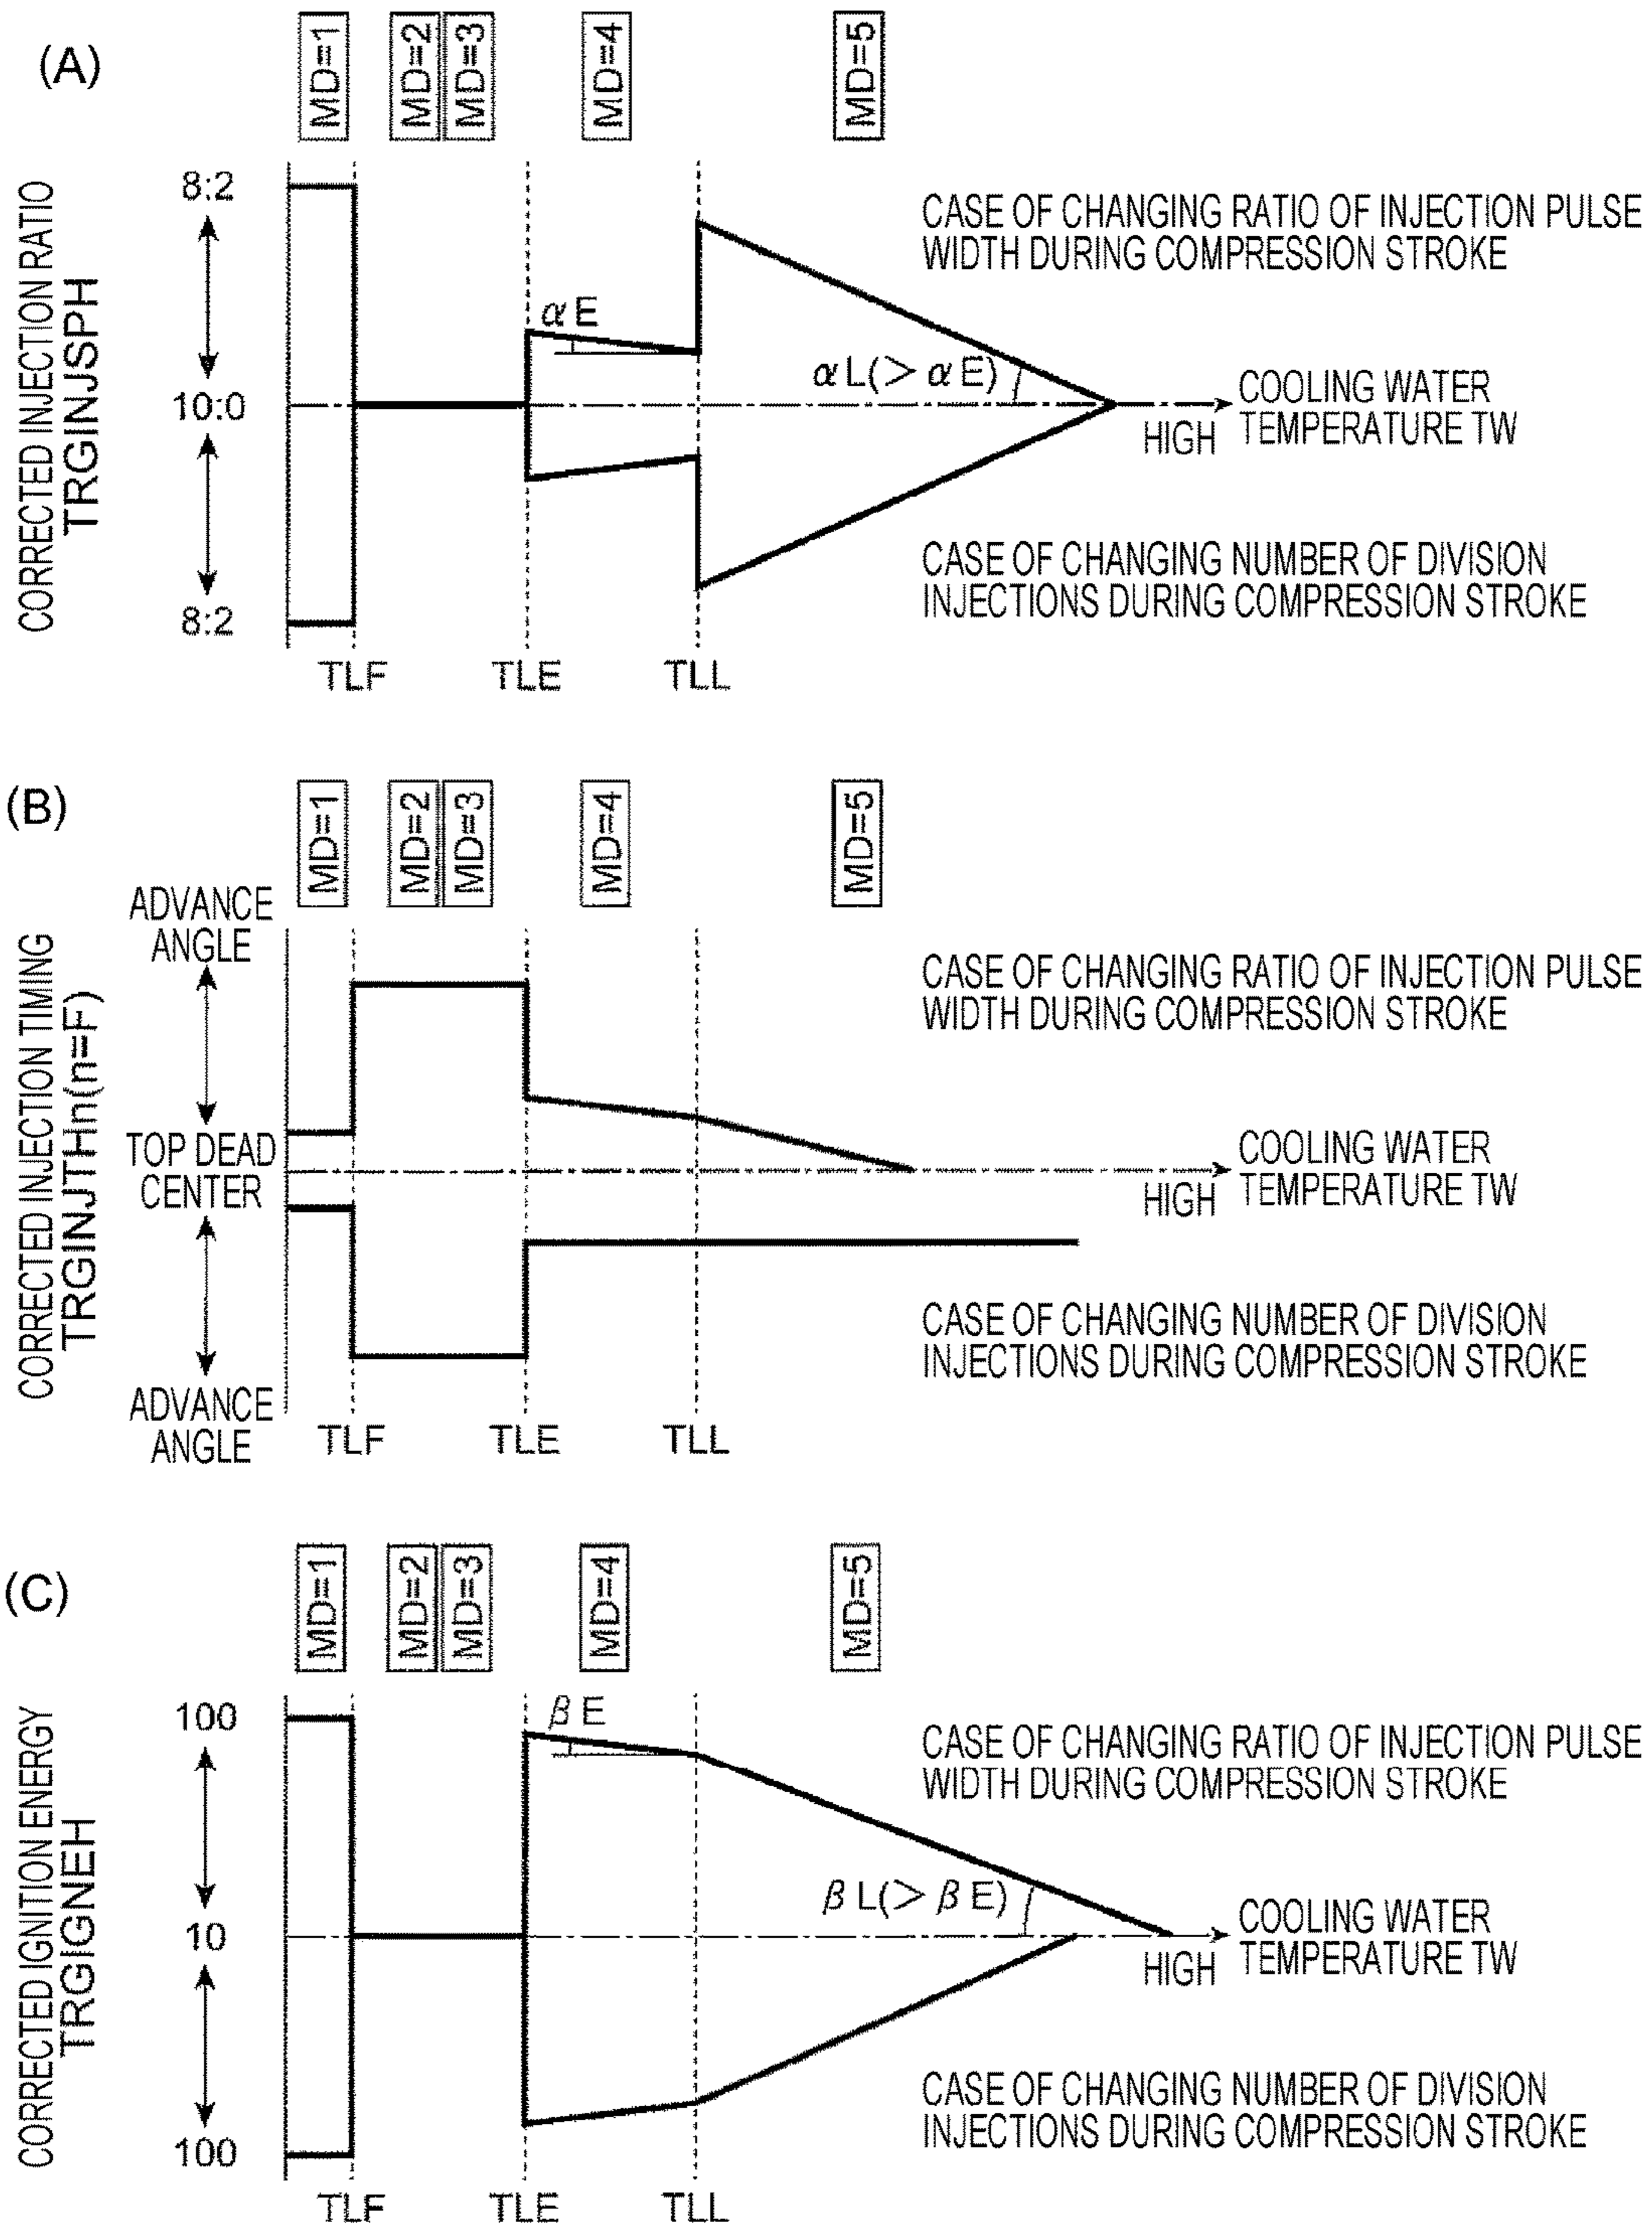 (A)
MD=1
MD=2
MD=3
MD=4
MD=5
CORRECTED INJECTION RATIO
TRGINJSPH
8:2
10:0
8:2
CASE OF CHANGING RATIO OF INJECTION PULSE
WIDTH DURING COMPRESSION STROKE
α E
α L(> α E)
COOLING WATER
TEMPERATURE TW
HIGH
CASE OF CHANGING NUMBER OF DIVISION
INJECTIONS DURING COMPRESSION STROKE
TLF
TLE
TLL
(B)
MD=1
MD=2
MD=3
MD=4
MD=5
CORRECTED INJECTION TIMING
TRGINJTHn(n=F)
ADVANCE
ANGLE
TOP DEAD
CENTER
ADVANCE
ANGLE
CASE OF CHANGING RATIO OF INJECTION PULSE
WIDTH DURING COMPRESSION STROKE
COOLING WATER
TEMPERATURE TW
HIGH
CASE OF CHANGING NUMBER OF DIVISION
INJECTIONS DURING COMPRESSION STROKE
TLF
TLE
TLL
(C)
MD=1
MD=2
MD=3
MD=4
MD=5
CORRECTED IGNITION ENERGY
TRGIGNEH
100
10
100
β E
CASE OF CHANGING RATIO OF INJECTION PULSE
WIDTH DURING COMPRESSION STROKE
β L(> β E)
COOLING WATER
TEMPERATURE TW
HIGH
CASE OF CHANGING NUMBER OF DIVISION
INJECTIONS DURING COMPRESSION STROKE
TLF
TLE
TLL